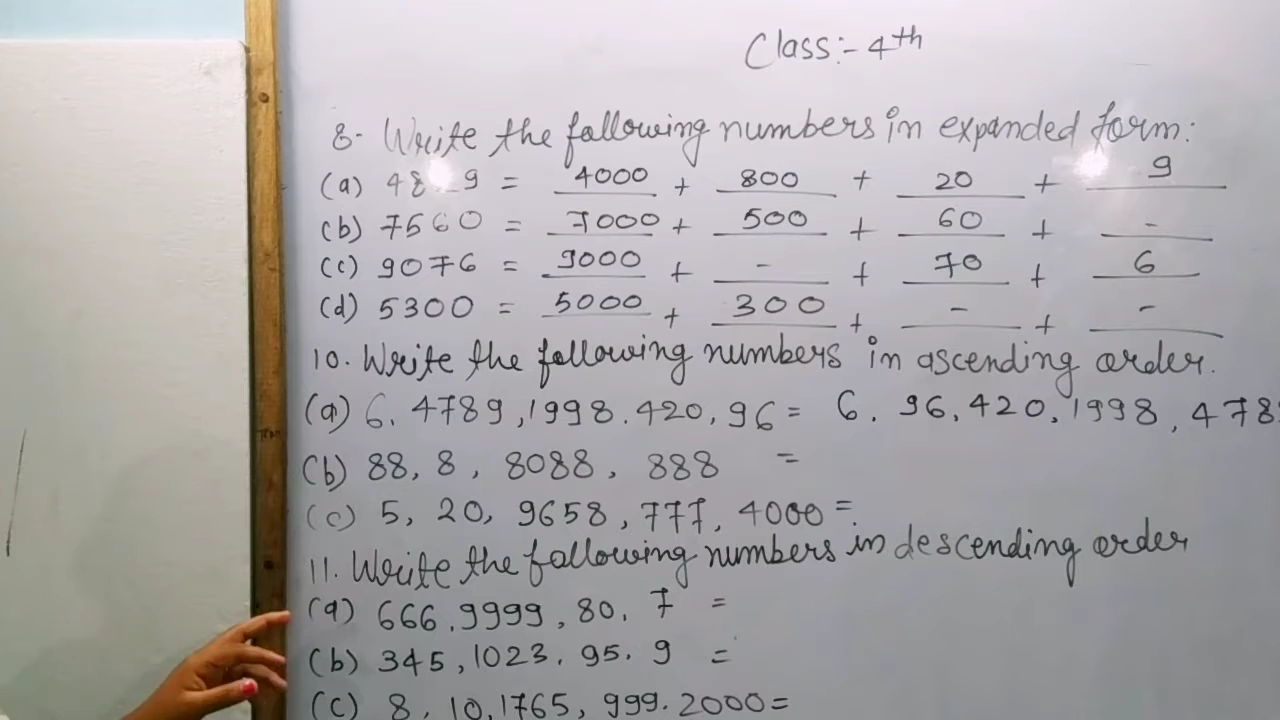 Class:- 4th
8- Write the following numbers in expanded form:
(a) 48 9 = 4000 + 800 + 20 + 9
(b) 7560 = 7000 + 500 + 60 + -
(c) 9076 = 9000 + - + 70 + 6
(d) 5300 = 5000 + 300 + - + -
10. Write the following numbers in ascending order.
(a) 6, 4789, 1998, 420, 96 = 6, 96, 420, 1998, 478
(b) 88, 8, 8088, 888 =
(c) 5, 20, 9658, 777, 4000 =
11. Write the following numbers in descending order
(a) 666, 9999, 80, 7 =
(b) 345, 1023, 95, 9 =
(c) 8, 10, 1765, 999, 2000 =